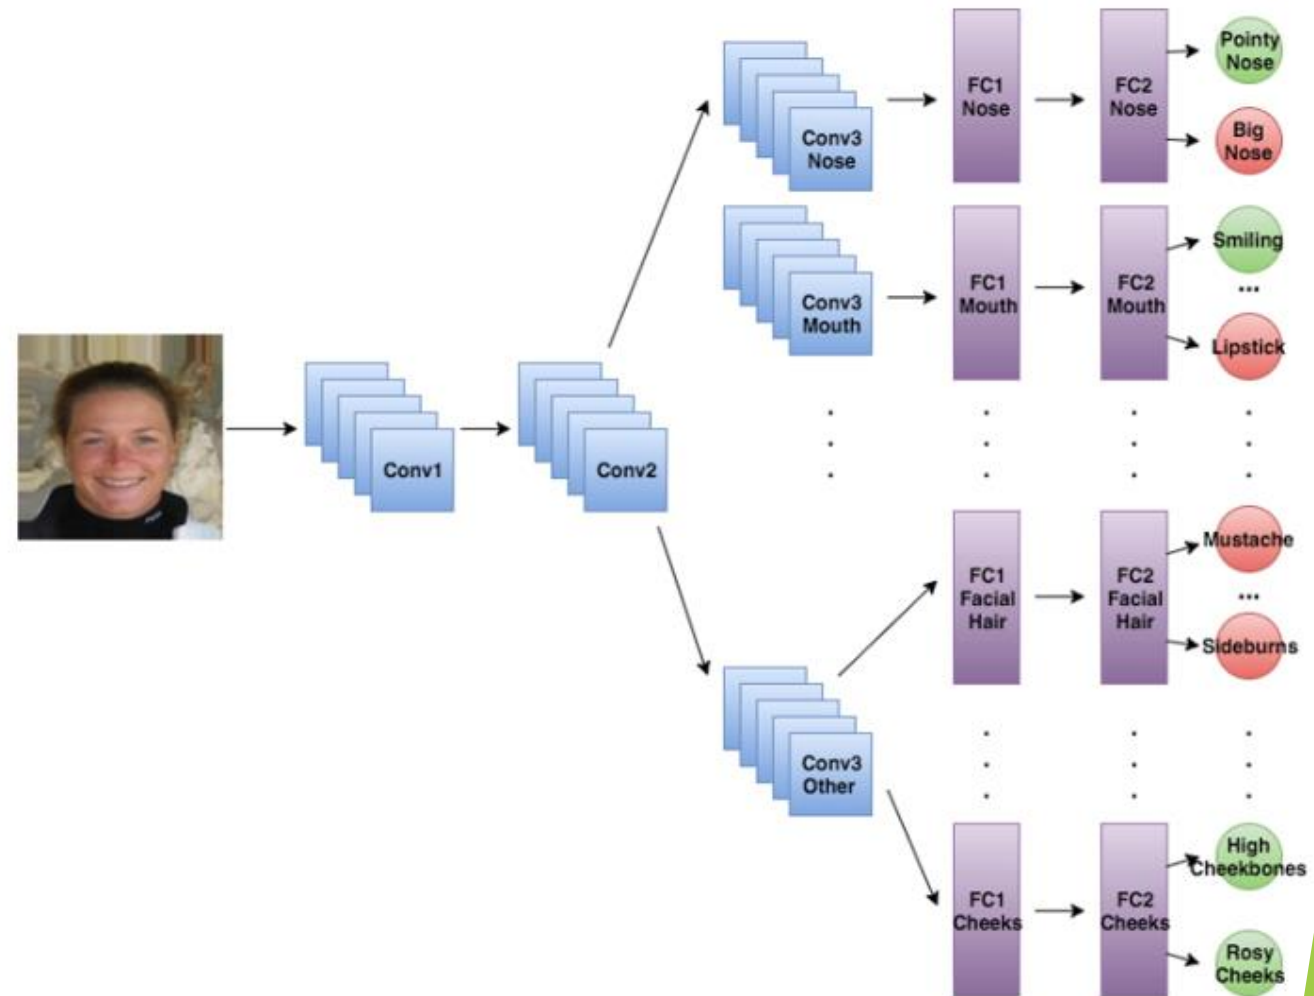 Pointy
Nose
FC1
Nose
FC2
Nose
Big
Nose
Conv3
Nose
Smiling
...
FC1
Mouth
FC2
Mouth
Conv3
Mouth
Lipstick
Conv1
Conv2
Mustache
FC1
Facial
Hair
FC2
Facial
Hair
...
Sideburns
Conv3
Other
High
Cheekbones
FC1
Cheeks
FC2
Cheeks
Rosy
Cheeks